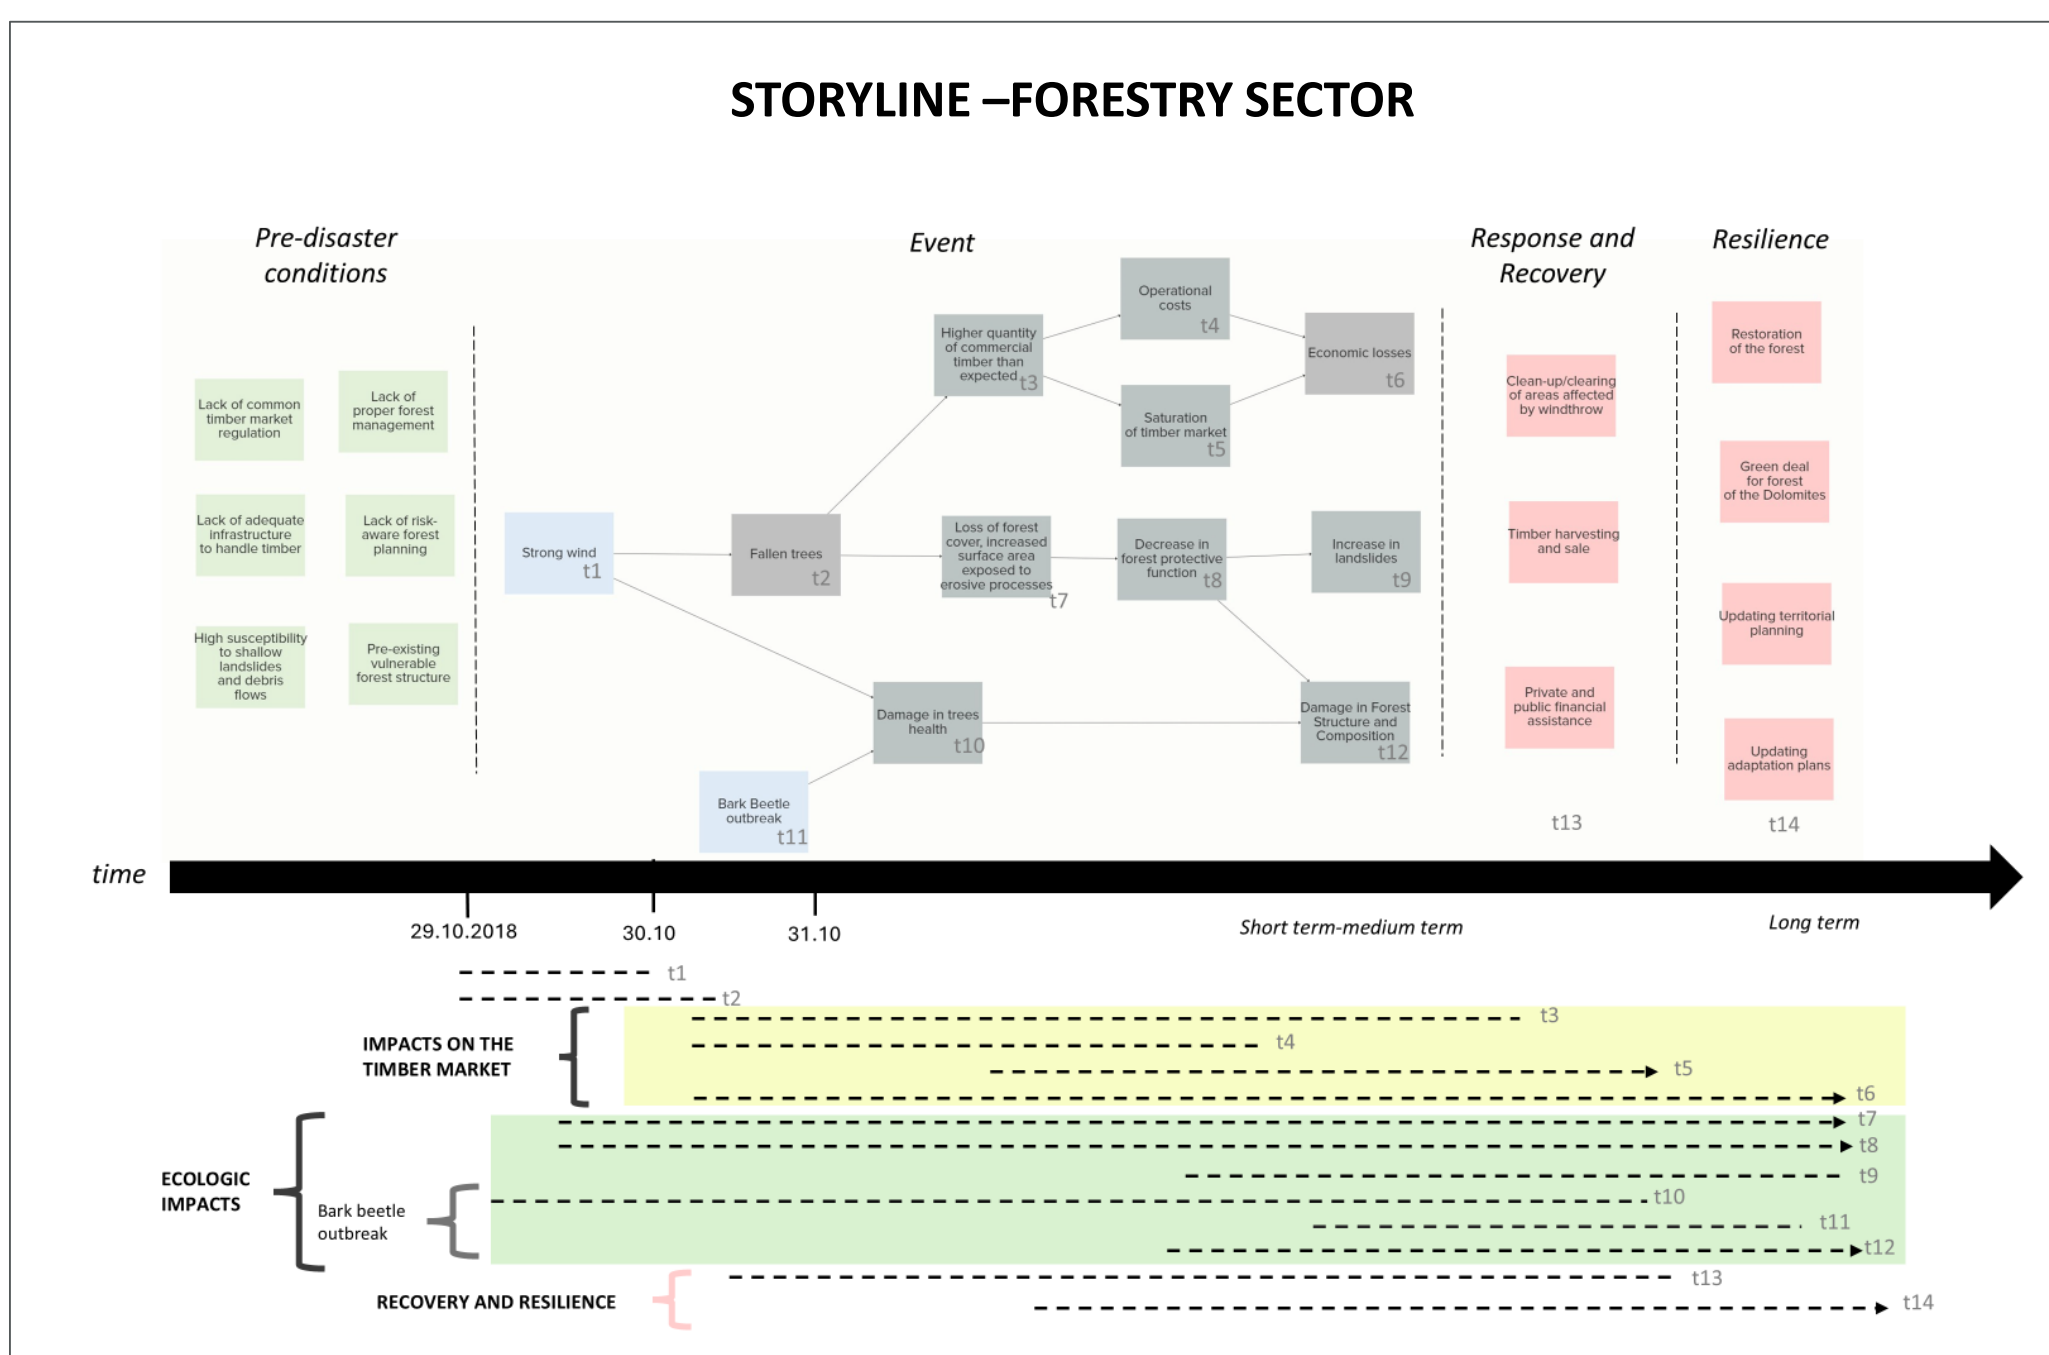 STORYLINE –FORESTRY SECTOR
Pre-disaster
conditions
Event
Response and
Recovery
Resilience
Lack of common
timber market
regulation
Lack of
proper forest
management
Lack of adequate
infrastructure
to handle timber
Lack of risk-
aware forest
planning
High susceptibility
to shallow
landslides
and debris
flows
Pre-existing
vulnerable
forest structure
Strong wind
t1
Fallen trees
t2
Higher quantity
of commercial
timber than
expected
t3
Operational
costs
t4
Saturation
of timber market
t5
Economic losses
t6
Loss of forest
cover, increased
surface area
exposed to
erosive processes
t7
Decrease in
forest protective
function
t8
Increase in
landslides
t9
Damage in trees
health
t10
Bark Beetle
outbreak
t11
Damage in Forest
Structure and
Composition
t12
Clean-up/clearing
of areas affected
by windthrow
Timber harvesting
and sale
Private and
public financial
assistance
t13
Restoration
of the forest
Green deal
for forest
of the Dolomites
Updating territorial
planning
Updating
adaptation plans
t14
time
29.10.2018
30.10
31.10
Short term-medium term
Long term
t1
t2
IMPACTS ON THE
TIMBER MARKET
t3
t4
t5
t6
ECOLOGIC
IMPACTS
Bark beetle
outbreak
t7
t8
t9
t10
t11
t12
RECOVERY AND RESILIENCE
t13
t14